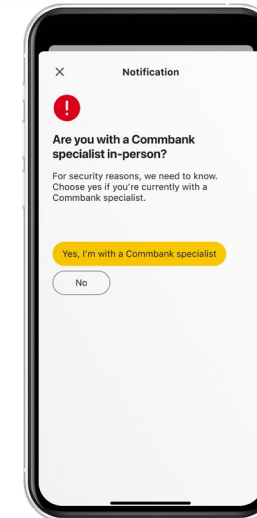 Notification
Are you with a Commbank
specialist in-person?
For security reasons, we need to know.
Choose yes if you're currently with a
Commbank specialist.
Yes, I'm with a Commbank specialist
No